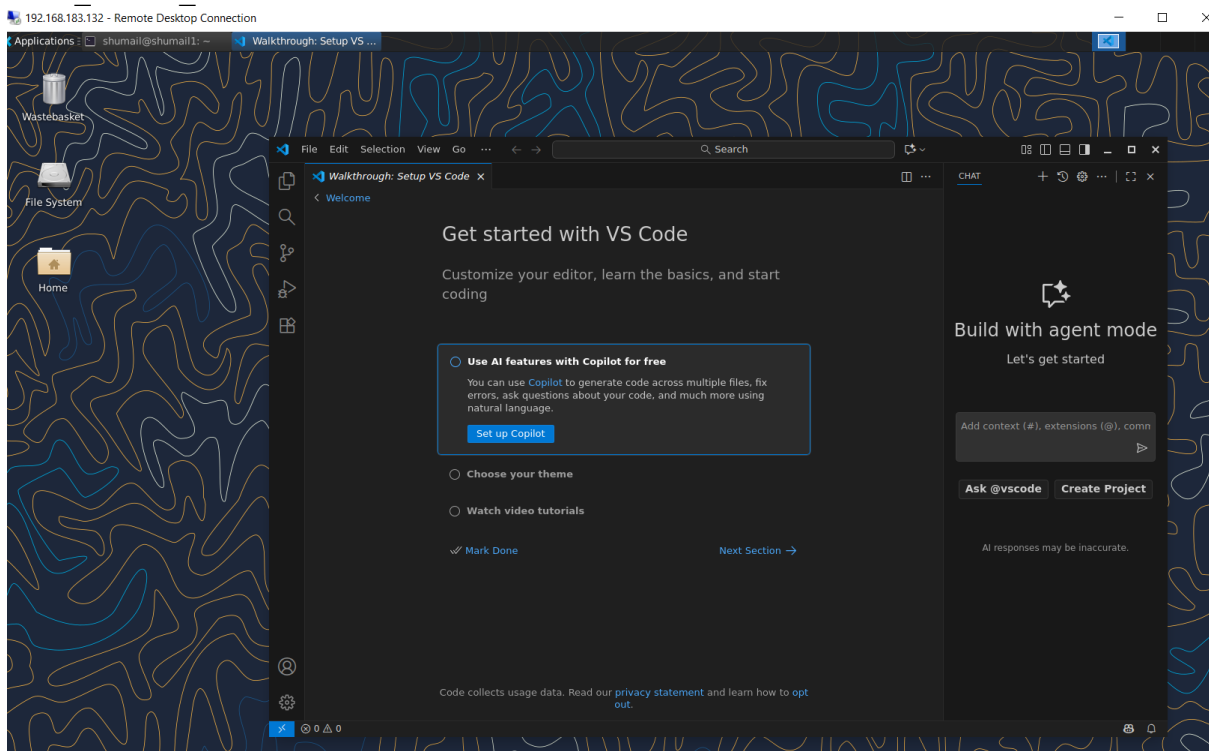 192.168.183.132 - Remote Desktop Connection
Applications shumail@shumail1: ~ Walkthrough: Setup VS ...
Wastebasket
File System
Home
File Edit Selection View Go ··· Search
Walkthrough: Setup VS Code
Welcome
Get started with VS Code
Customize your editor, learn the basics, and start
coding
Use AI features with Copilot for free
You can use Copilot to generate code across multiple files, fix
errors, ask questions about your code, and much more using
natural language.
Set up Copilot
Choose your theme
Watch video tutorials
Mark Done Next Section
Code collects usage data. Read our privacy statement and learn how to opt
out.
CHAT
Build with agent mode
Let's get started
Add context (#), extensions (@), comn
Ask @vscode Create Project
AI responses may be inaccurate.
0 0